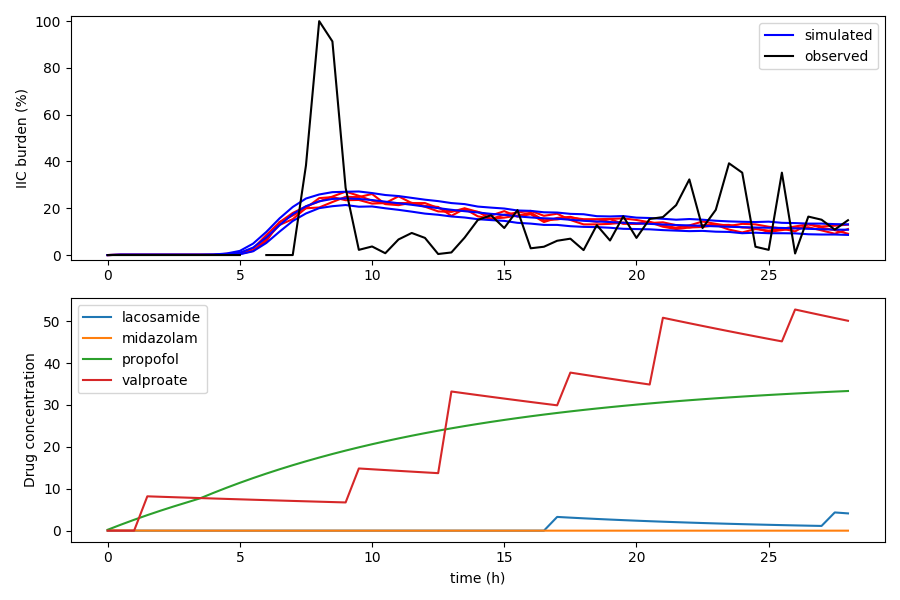 100
80
60
40
20
0
IIC burden (%)
simulated
observed
0 5 10 15 20 25
50
40
30
20
10
0
Drug concentration
lacosamide
midazolam
propofol
valproate
0 5 10 15 20 25
time (h)